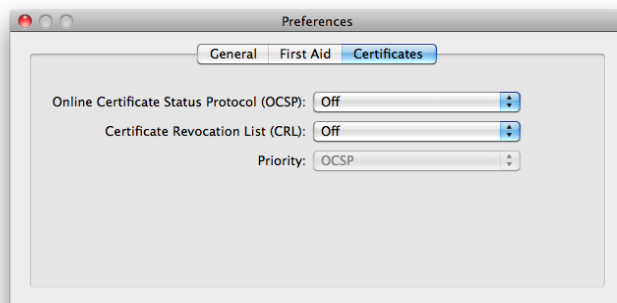 Preferences
General First Aid Certificates
Online Certificate Status Protocol (OCSP): Off
Certificate Revocation List (CRL): Off
Priority: OCSP